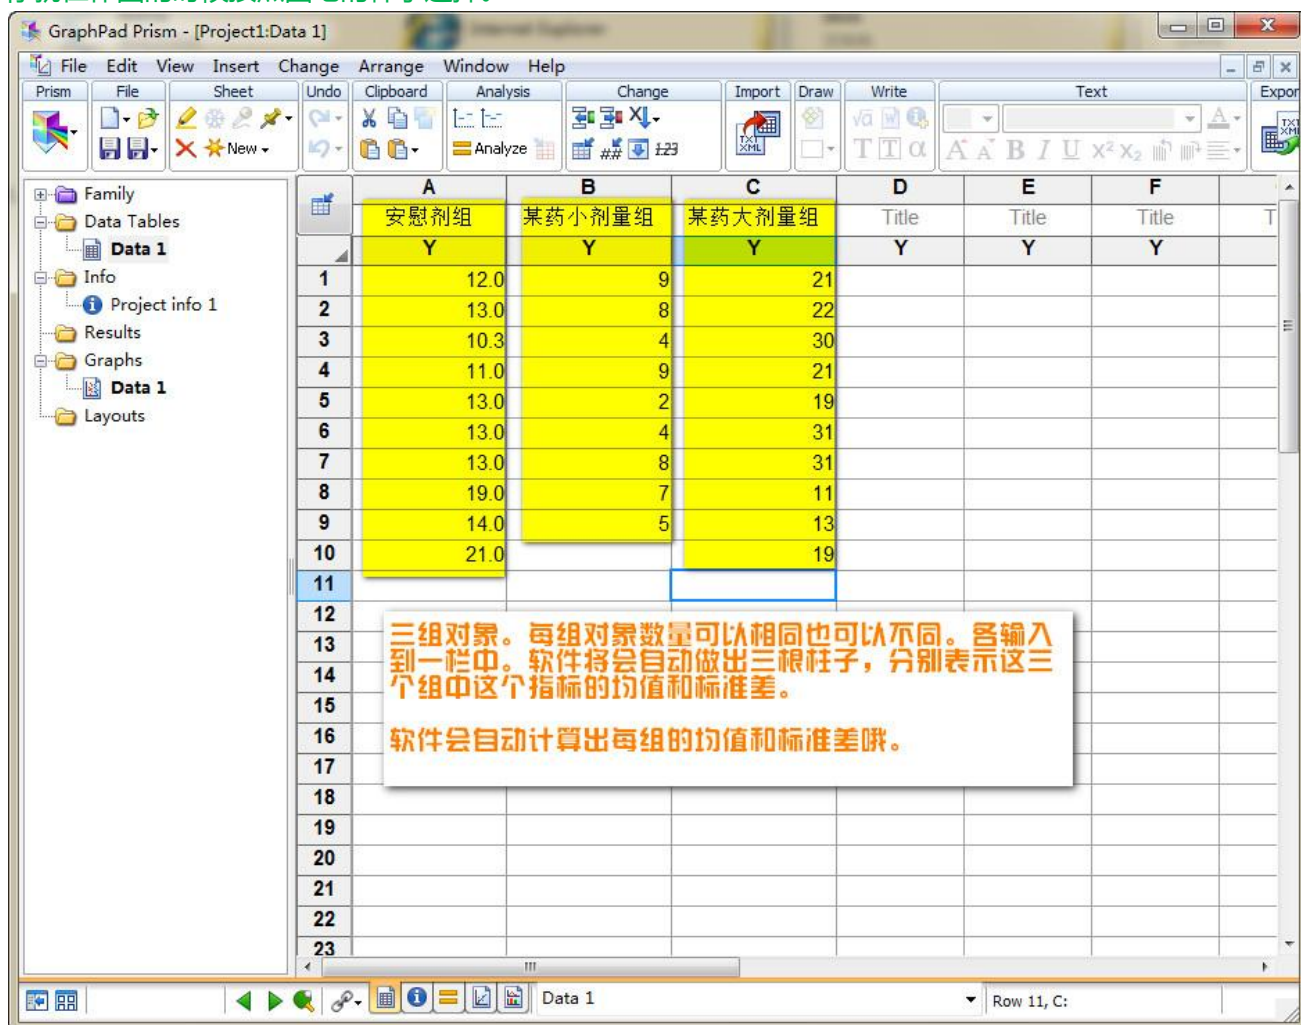 GraphPad Prism - [Project1:Data 1]
File Edit View Insert Change Arrange Window Help
Prism File Sheet Undo Clipboard Analysis Change Import Draw Write Text Expor
New
Analyze
TXT XML
T T α A A B I U X² X₂
Family
Data Tables
Data 1
Info
Project info 1
Results
Graphs
Data 1
Layouts
A B C D E F
安慰剂组 某药小剂量组 某药大剂量组 Title Title Title T
Y Y Y Y Y Y
1 12.0 9 21
2 13.0 8 22
3 10.3 4 30
4 11.0 9 21
5 13.0 2 19
6 13.0 4 31
7 13.0 8 31
8 19.0 7 11
9 14.0 5 13
10 21.0 19
11
12
13
14
15
16
17
18
19
20
21
22
23
三组对象。每组对象数量可以相同也可以不同。各输入
到一栏中。软件将会自动做出三根柱子，分别表示这三
个组中这个指标的均值和标准差。
软件会自动计算出每组的均值和标准差哦。
Data 1
Row 11, C: